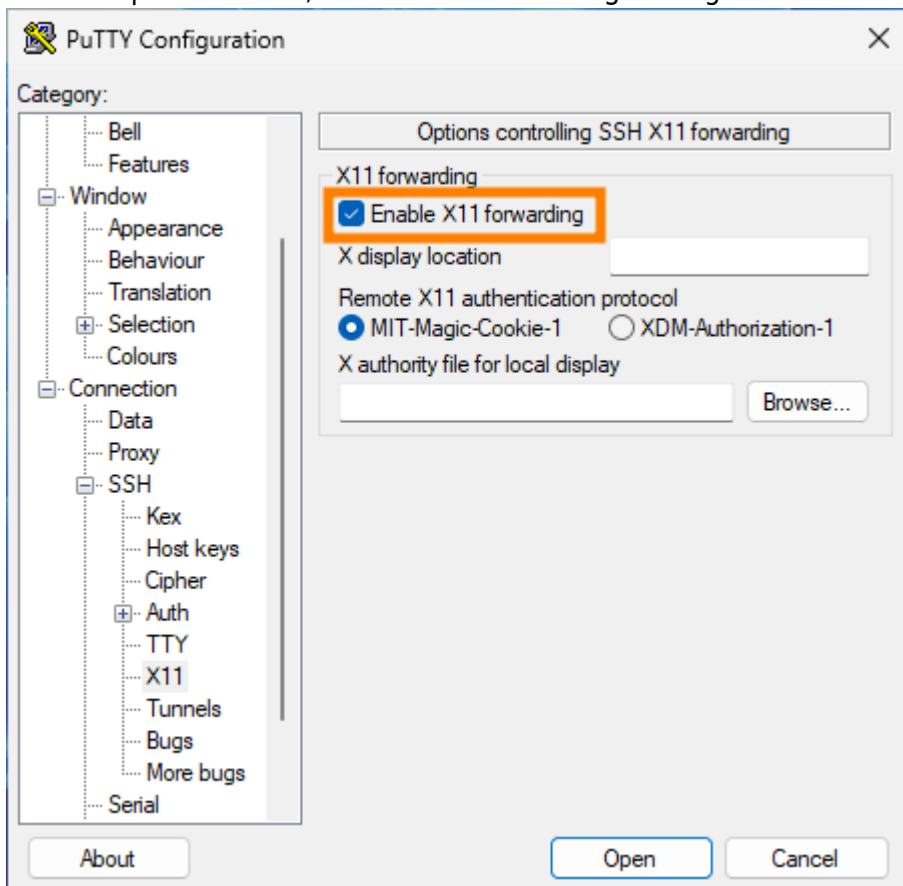 PuTTY Configuration
Category:
Bell
Features
Window
Appearance
Behaviour
Translation
Selection
Colours
Connection
Data
Proxy
SSH
Kex
Host keys
Cipher
Auth
TTY
X11
Tunnels
Bugs
More bugs
Serial
Options controlling SSH X11 forwarding
X11 forwarding
Enable X11 forwarding
X display location
Remote X11 authentication protocol
MIT-Magic-Cookie-1 XDM-Authorization-1
X authority file for local display
Browse...
About Open Cancel